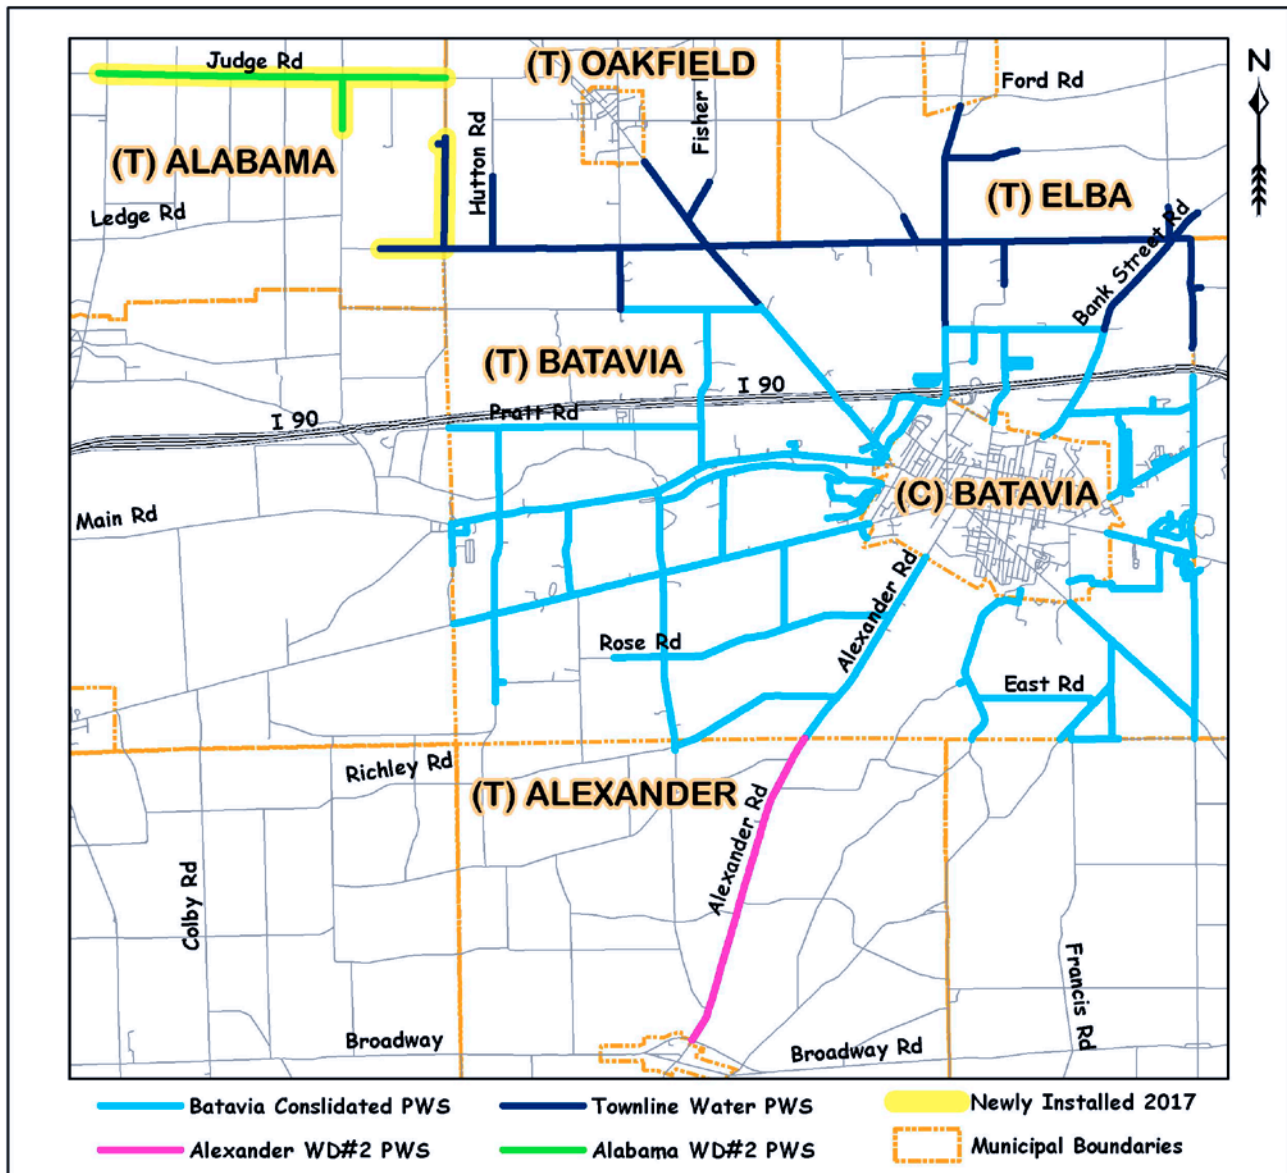 Judge Rd
(T) OAKFIELD
Ford Rd
N
Fisher
Hutton Rd
(T) ALABAMA
(T) ELBA
Ledge Rd
Bank Street Rd
(T) BATAVIA
I 90
I 90
Pratt Rd
Main Rd
(C) BATAVIA
Alexander Rd
Rose Rd
East Rd
Richley Rd
(T) ALEXANDER
Alexander Rd
Colby Rd
Francis Rd
Broadway
Broadway Rd
Batavia Conslidated PWS
Townline Water PWS
Newly Installed 2017
Alexander WD#2 PWS
Alabama WD#2 PWS
Municipal Boundaries